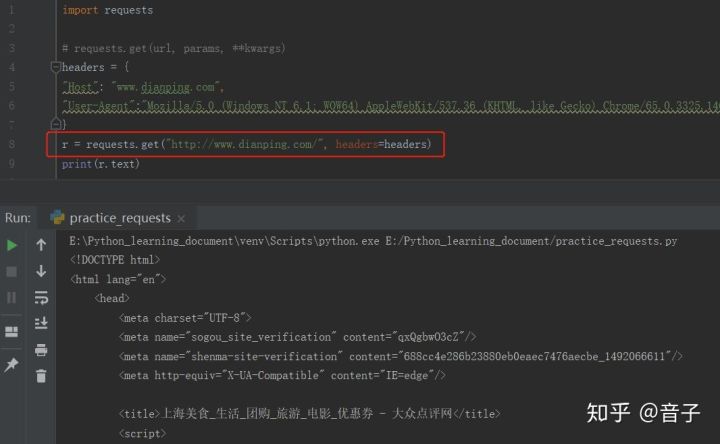 1 import requests
2
3 # requests.get(url, params, **kwargs)
4 headers = {
5 "Host": "www.dianping.com",
6 "User-Agent":"Mozilla/5.0 (Windows NT 6.1; WOW64) AppleWebKit/537.36 (KHTML, like Gecko) Chrome/65.0.3325.146
7 }
8 r = requests.get("http://www.dianping.com/", headers=headers)
9 print(r.text)
Run: practice_requests ×
E:\Python_learning_document\venv\Scripts\python.exe E:/Python_learning_document/practice_requests.py
<!DOCTYPE html>
<html lang="en">
<head>
<meta charset="UTF-8">
<meta name="sogou_site_verification" content="qxQgbwO3cZ"/>
<meta name="shenma-site-verification" content="688cc4e286b23880eb0eaec7476aecbe_1492066611"/>
<meta http-equiv="X-UA-Compatible" content="IE=edge"/>
<title>上海美食_生活_团购_旅游_电影_优惠券 - 大众点评网</title>
<script>
知乎 @音子